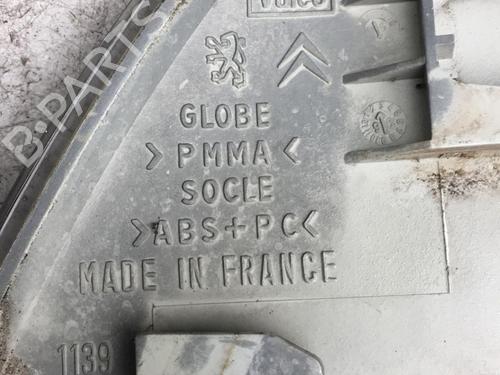 Valeo
GLOBE
>PMMA<
SOCLE
>ABS+PC<
MADE IN FRANCE
1139
B-PARTS